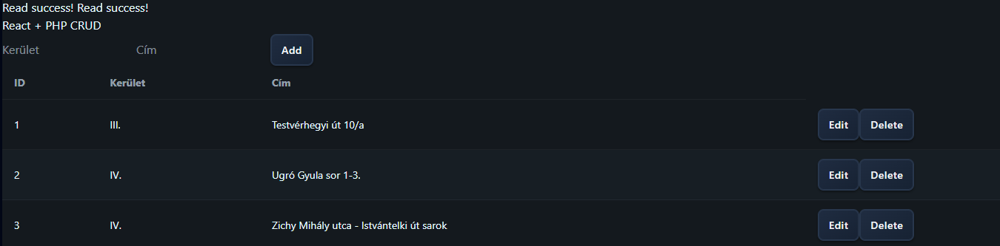 Read success! Read success!
React + PHP CRUD
Kerület Cím Add
ID Kerület Cím
1 III. Testvérhegyi út 10/a Edit Delete
2 IV. Ugró Gyula sor 1-3. Edit Delete
3 IV. Zichy Mihály utca - Istvántelki út sarok Edit Delete